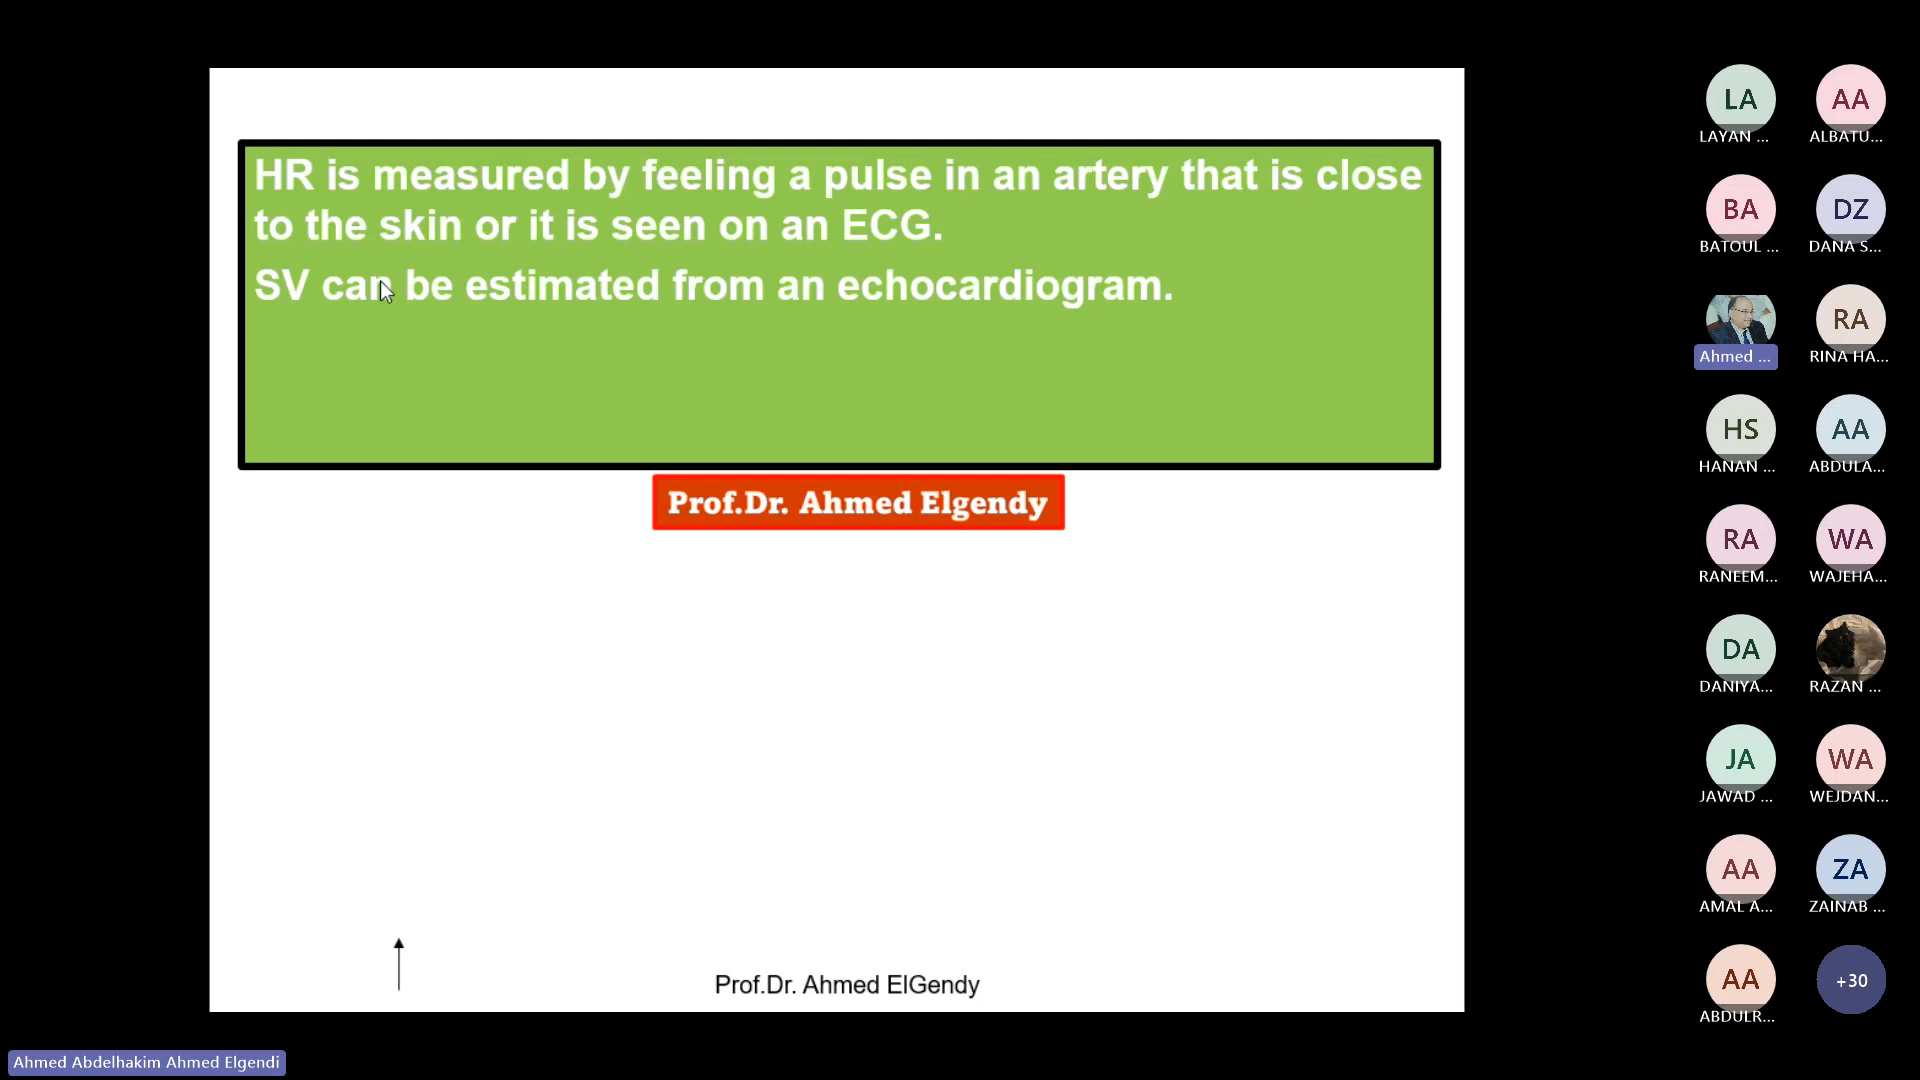 HR is measured by feeling a pulse in an artery that is close
to the skin or it is seen on an ECG.
SV can be estimated from an echocardiogram.
Prof.Dr. Ahmed Elgendy
Prof.Dr. Ahmed ElGendy
LA
LAYAN ...
AA
ALBATU...
BA
BATOUL ...
DZ
DANA S...
Ahmed ...
RA
RINA HA...
HS
HANAN ...
AA
ABDULA...
RA
RANEEM...
WA
WAJEHA...
DA
DANIYA...
RAZAN ...
JA
JAWAD ...
WA
WEJDAN...
AA
AMAL A...
ZA
ZAINAB ...
AA
ABDULR...
+30
Ahmed Abdelhakim Ahmed Elgendi